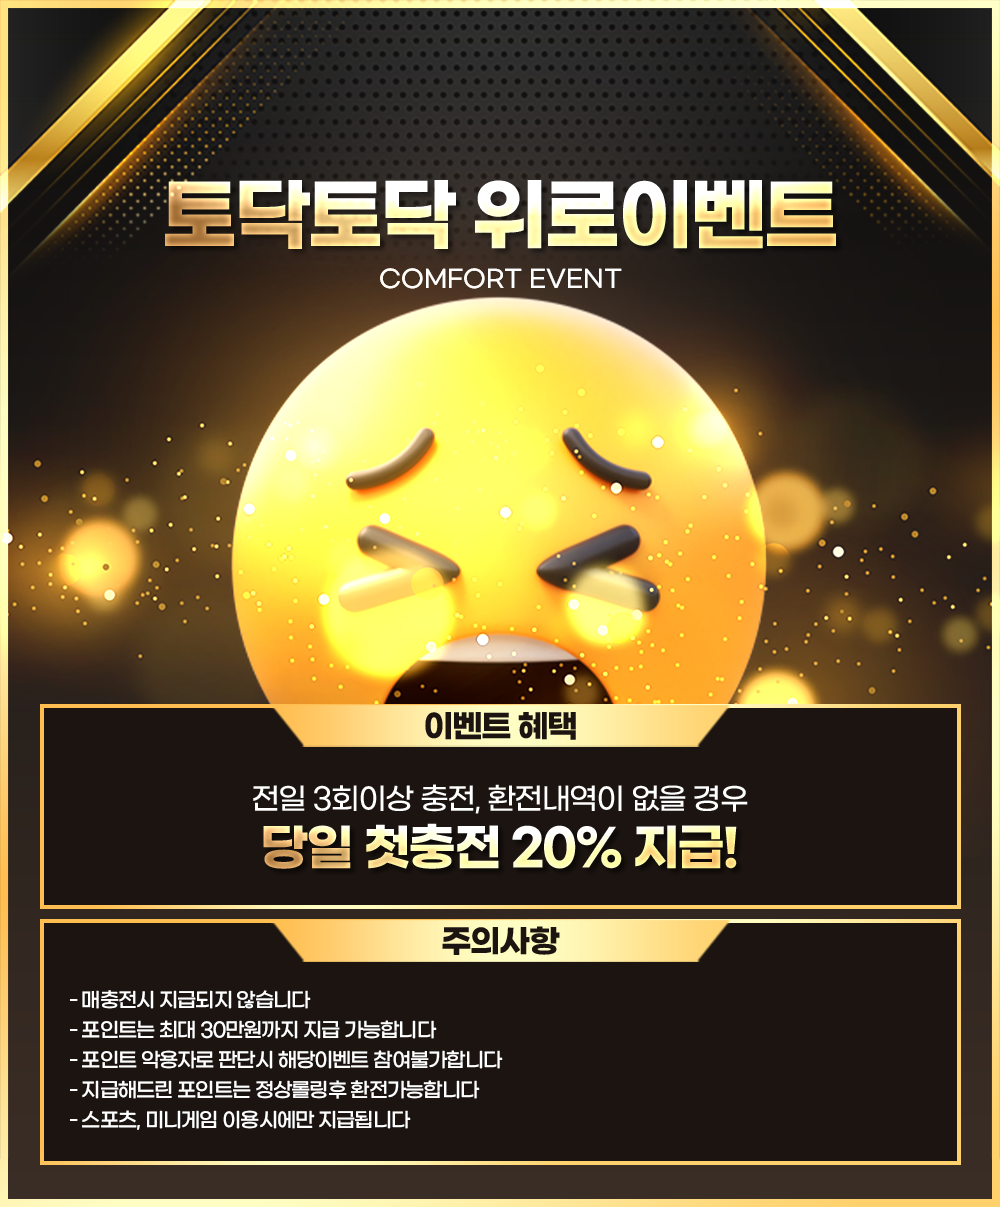 토닥토닥 위로이벤트
COMFORT EVENT
이벤트 혜택
전일 3회이상 충전, 환전내역이 없을 경우
당일 첫충전 20% 지급!
주의사항
- 매충전시 지급되지 않습니다
- 포인트는 최대 30만원까지 지급 가능합니다
- 포인트 악용자로 판단시 해당이벤트 참여불가합니다
- 지급해드린 포인트는 정상롤링후 환전가능합니다
- 스포츠, 미니게임 이용시에만 지급됩니다